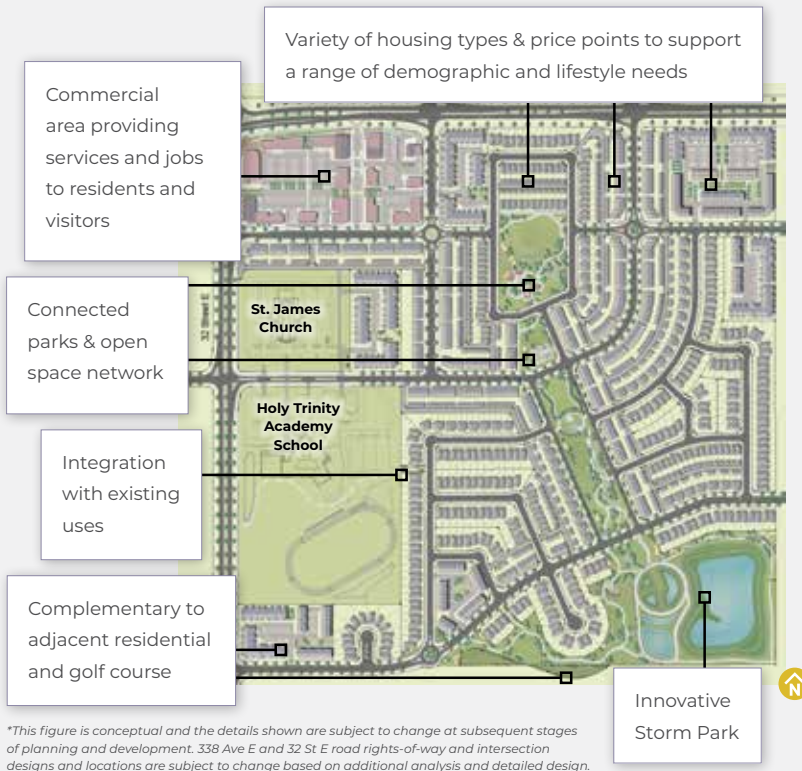 Variety of housing types & price points to support
a range of demographic and lifestyle needs
Commercial
area providing
services and jobs
to residents and
visitors
32 Street E
St. James
Church
Connected
parks & open
space network
Holy Trinity
Academy
School
Integration
with existing
uses
Complementary to
adjacent residential
and golf course
Innovative
Storm Park
N
*This figure is conceptual and the details shown are subject to change at subsequent stages
of planning and development. 338 Ave E and 32 St E road rights-of-way and intersection
designs and locations are subject to change based on additional analysis and detailed design.